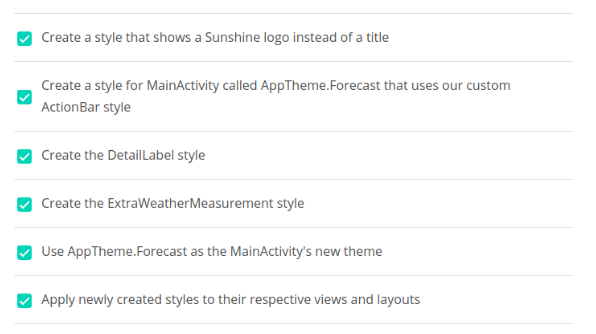 Create a style that shows a Sunshine logo instead of a title
Create a style for MainActivity called AppTheme.Forecast that uses our custom
ActionBar style
Create the DetailLabel style
Create the ExtraWeatherMeasurement style
Use AppTheme.Forecast as the MainActivity's new theme
Apply newly created styles to their respective views and layouts